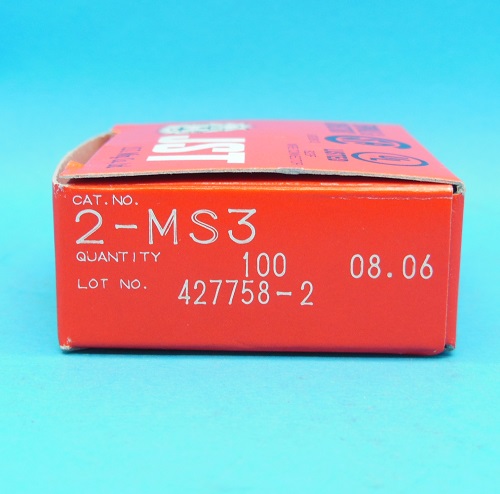 JST
CAT. NO.
2-MS3
QUANTITY 100 08.06
LOT NO. 427758-2